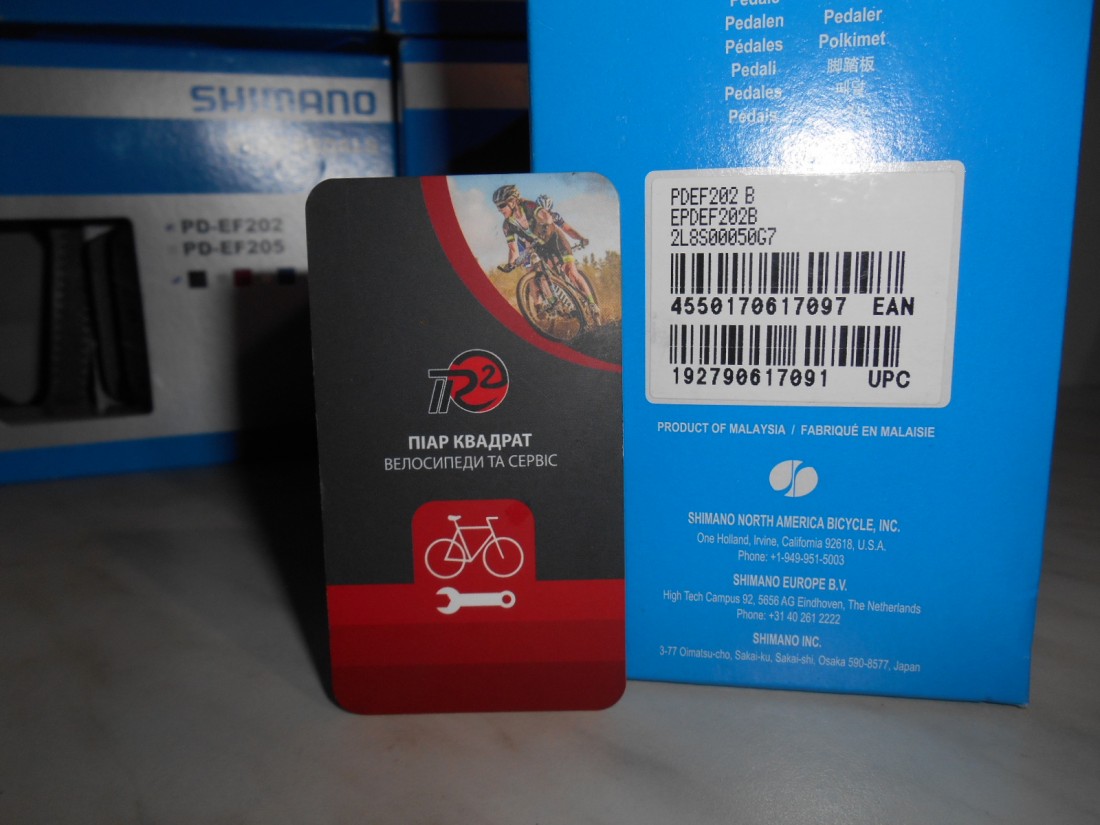 SHIMANO
PD-EF202
PD-EF205
ПІАР КВАДРАТ
ВЕЛОСИПЕДИ ТА СЕРВІС
Pedalen
Pédales
Pedali
Pedales
Pedais
Pedaler
Polkimet
脚踏板
페달
PDEF202 B
EPDEF202B
2L8S00050G7
4550170617097 EAN
192790617091 UPC
PRODUCT OF MALAYSIA / FABRIQUÉ EN MALAISIE
SHIMANO NORTH AMERICA BICYCLE, INC.
One Holland, Irvine, California 92618, U.S.A.
Phone: +1-949-951-5003
SHIMANO EUROPE B.V.
High Tech Campus 92, 5656 AG Eindhoven, The Netherlands
Phone: +31 40 261 2222
SHIMANO INC.
3-77 Oimatsu-cho, Sakai-ku, Sakai-shi, Osaka 590-8577, Japan